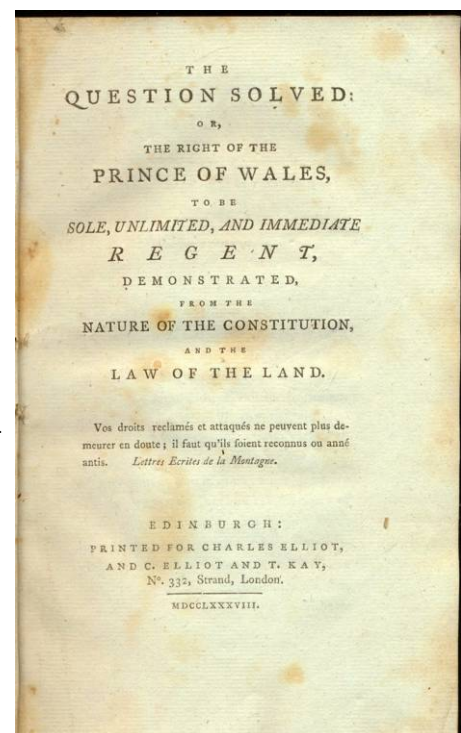 THE
QUESTION SOLVED:
OR,
THE RIGHT OF THE
PRINCE OF WALES,
TO BE
SOLE, UNLIMITED, AND IMMEDIATE
REGENT,
DEMONSTRATED,
FROM THE
NATURE OF THE CONSTITUTION,
AND THE
LAW OF THE LAND.
Vos droits reclamés et attaqués ne peuvent plus de-
meurer en doute; il faut qu'ils ſoient reconnus ou anné
antis. Lettres Ecrites de la Montagne.
EDINBURGH:
PRINTED FOR CHARLES ELLIOT,
AND C. ELLIOT AND T. KAY,
No. 332, Strand, London.
MDCCLXXXVIII.